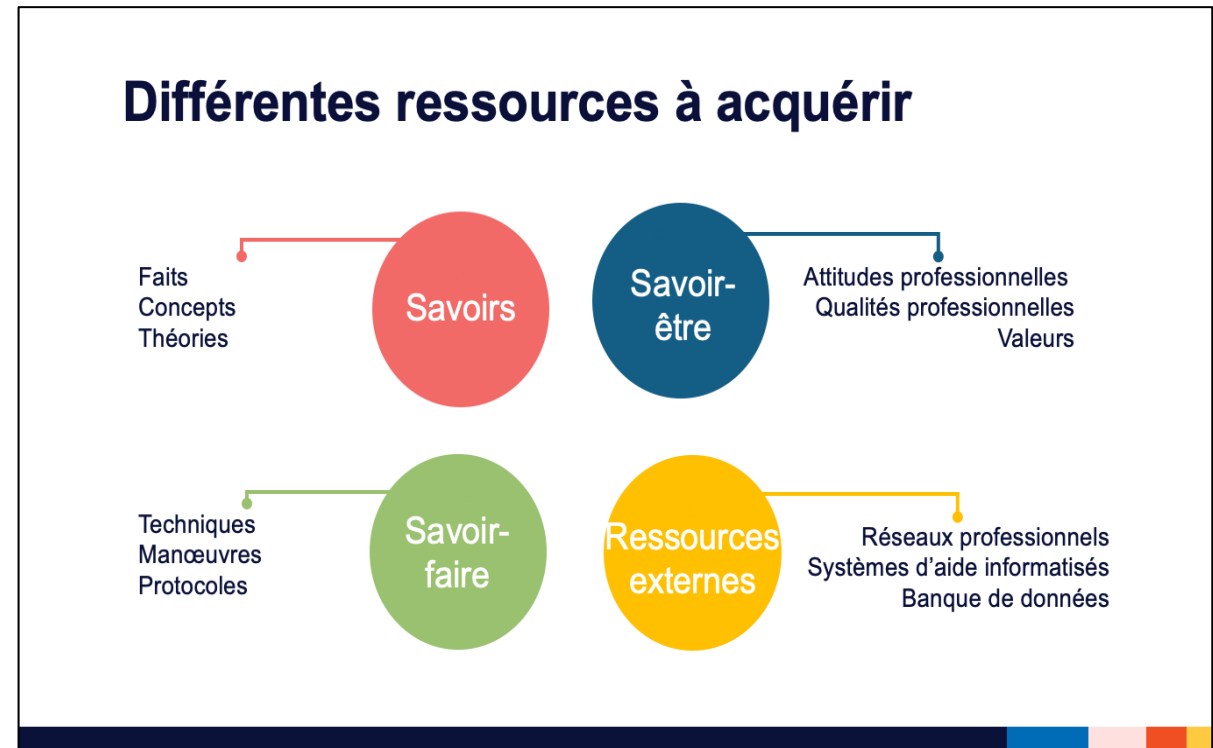 Différentes ressources à acquérir
Faits
Concepts
Théories
Savoirs
Savoir-
être
Attitudes professionnelles
Qualités professionnelles
Valeurs
Techniques
Manœuvres
Protocoles
Savoir-
faire
Ressources
externes
Réseaux professionnels
Systèmes d’aide informatisés
Banque de données